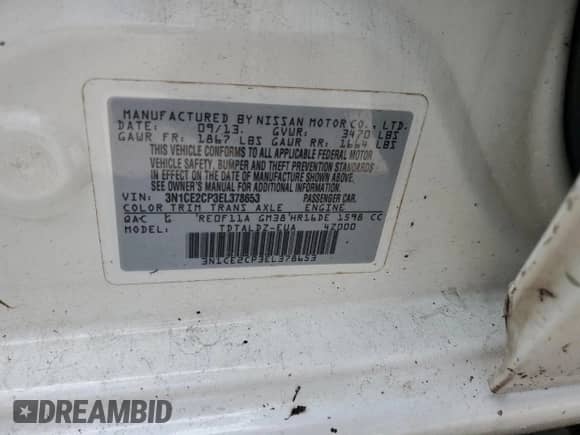 MANUFACTURED BY NISSAN MOTOR CO., LTD.
DATE: 09/13. GVWR: 3470 LBS
GAWR FR: 1867 LBS GAWR RR: 1664 LBS
THIS VEHICLE CONFORMS TO ALL APPLICABLE FEDERAL MOTOR
VEHICLE SAFETY, BUMPER AND THEFT PREVENTION STANDARDS
IN EFFECT ON THE DATE OF MANUFACTURE SHOWN ABOVE.
SEE MANUAL FOR ADDITIONAL INFORMATION.
VIN: 3N1CE2CP3EL378653 PASSENGER CAR.
COLOR TRIM TRANS AXLE ENGINE
QAC G RE0F11A GM38 HR16DE 1598 CC
MODEL: TDTALDZ-EUA 4Z000
3N1CE2CP3EL378653
DREAMBID